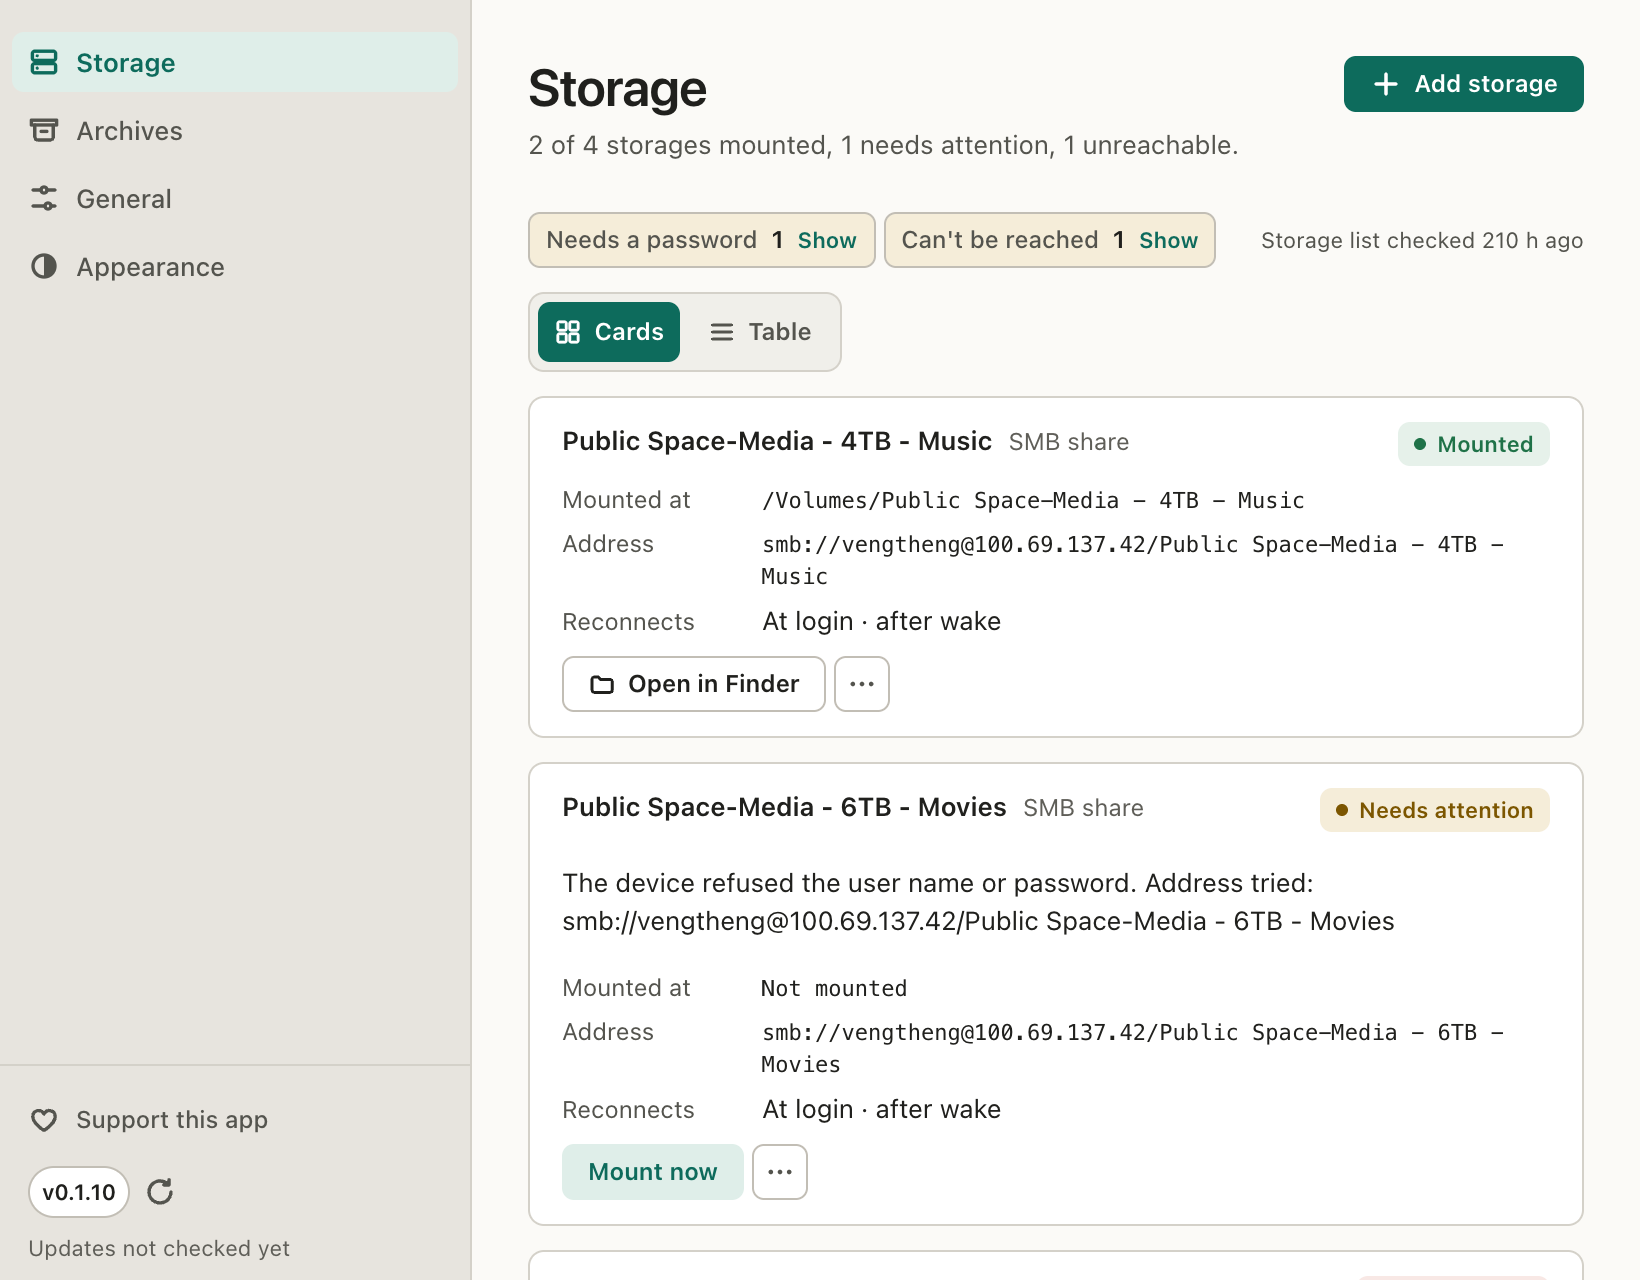 Storage
Archives
General
Appearance
Support this app
v0.1.10
Updates not checked yet
Storage
Add storage
2 of 4 storages mounted, 1 needs attention, 1 unreachable.
Needs a password 1 Show
Can't be reached 1 Show
Storage list checked 210 h ago
Cards
Table
Public Space-Media - 4TB - Music SMB share
Mounted
Mounted at /Volumes/Public Space-Media - 4TB - Music
Address smb://vengtheng@100.69.137.42/Public Space-Media - 4TB -
Music
Reconnects At login · after wake
Open in Finder
Public Space-Media - 6TB - Movies SMB share
Needs attention
The device refused the user name or password. Address tried:
smb://vengtheng@100.69.137.42/Public Space-Media - 6TB - Movies
Mounted at Not mounted
Address smb://vengtheng@100.69.137.42/Public Space-Media - 6TB -
Movies
Reconnects At login · after wake
Mount now